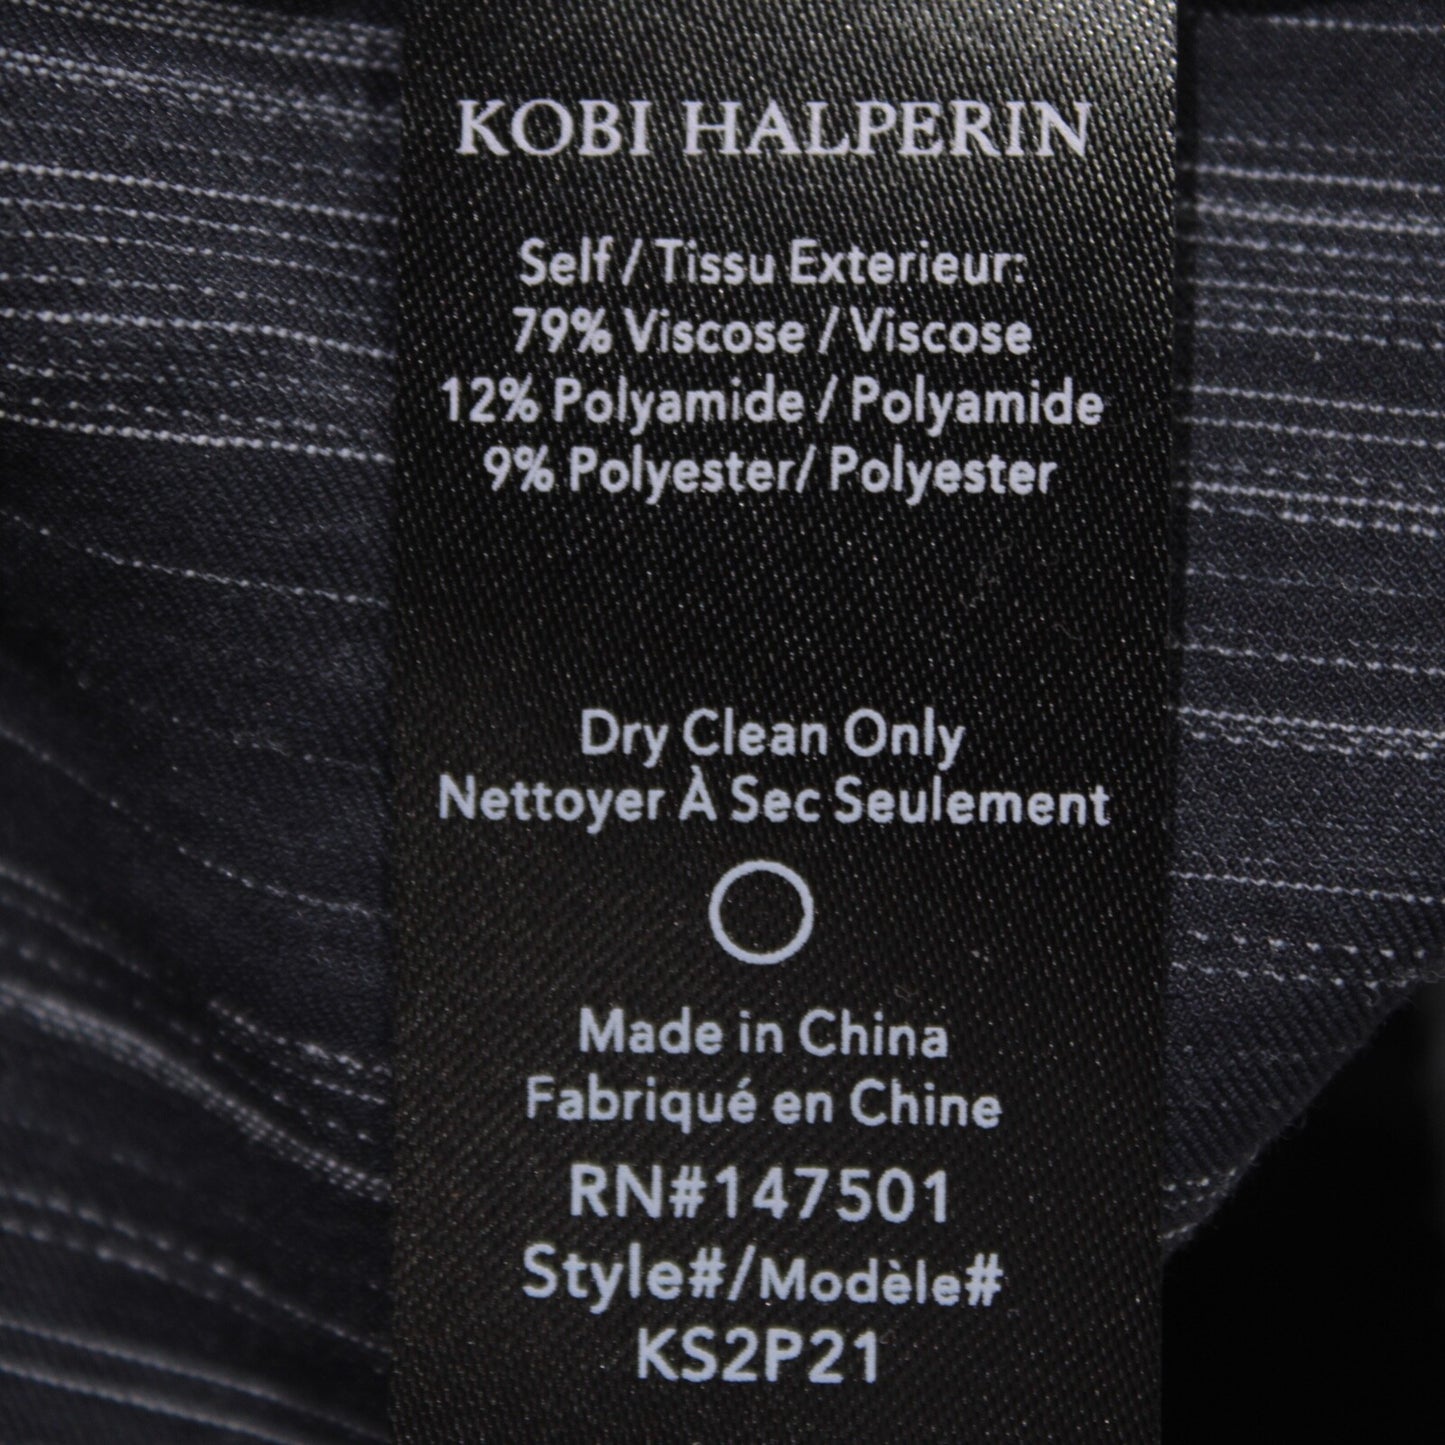 KOBI HALPERIN
Self / Tissu Exterieur:
79% Viscose / Viscose
12% Polyamide / Polyamide
9% Polyester/ Polyester
Dry Clean Only
Nettoyer À Sec Seulement
Made in China
Fabriqué en Chine
RN#147501
Style#/Modèle#
KS2P21